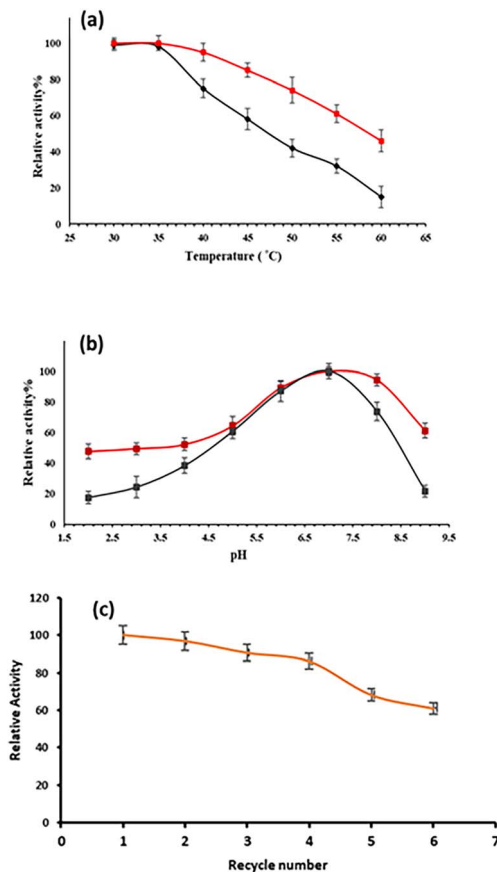 (a)
Relative activity%
100
80
60
40
20
0
25 30 35 40 45 50 55 60 65
Temperature ( °C)
(b)
Relative activity%
100
80
60
40
20
0
1.5 2.5 3.5 4.5 5.5 6.5 7.5 8.5 9.5
pH
(c)
Relative Activity
120
100
80
60
40
20
0
0 1 2 3 4 5 6 7
Recycle number